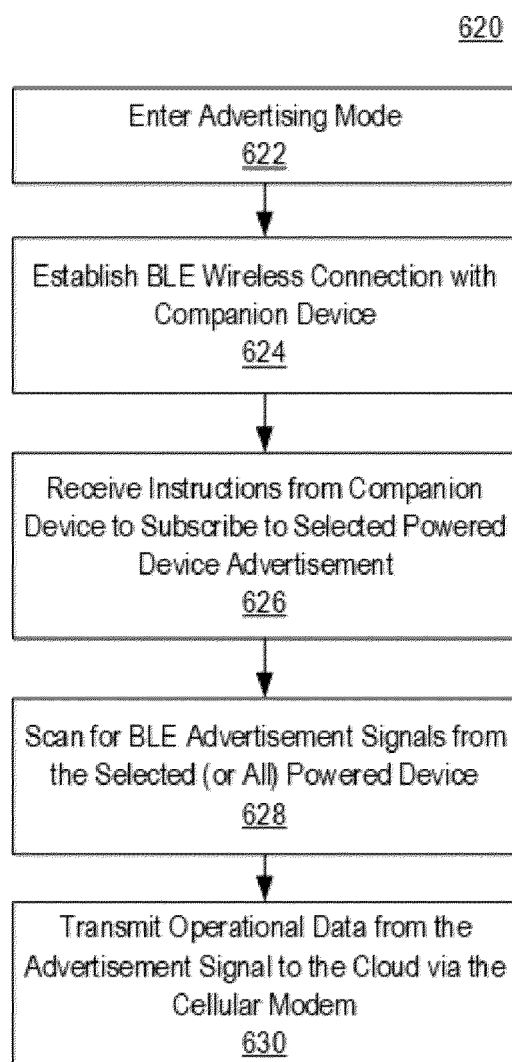 620
Enter Advertising Mode
622
Establish BLE Wireless Connection with
Companion Device
624
Receive Instructions from Companion
Device to Subscribe to Selected Powered
Device Advertisement
626
Scan for BLE Advertisement Signals from
the Selected (or All) Powered Device
628
Transmit Operational Data from the
Advertisement Signal to the Cloud via the
Cellular Modem
630